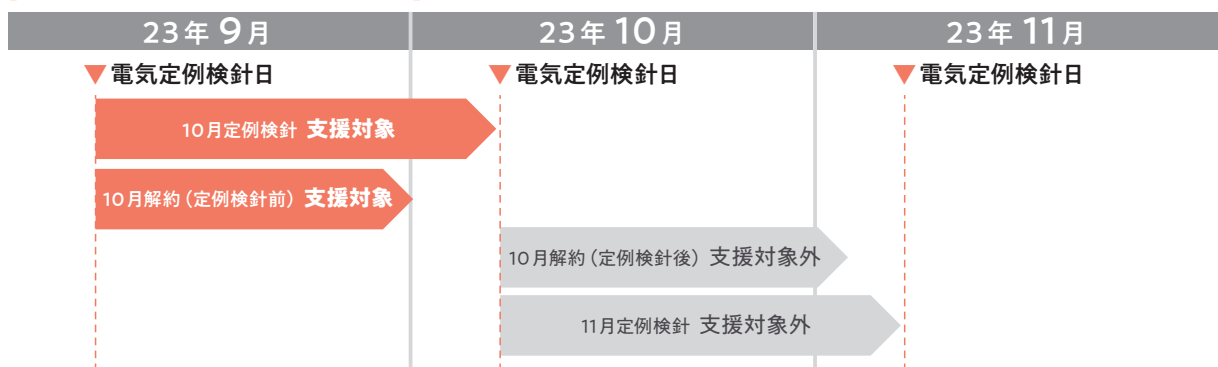 23年 9月
23年 10月
23年 11月
▼電気定例検針日
▼電気定例検針日
▼電気定例検針日
10月定例検針 支援対象
10月解約（定例検針前） 支援対象
10月解約（定例検針後） 支援対象外
11月定例検針 支援対象外